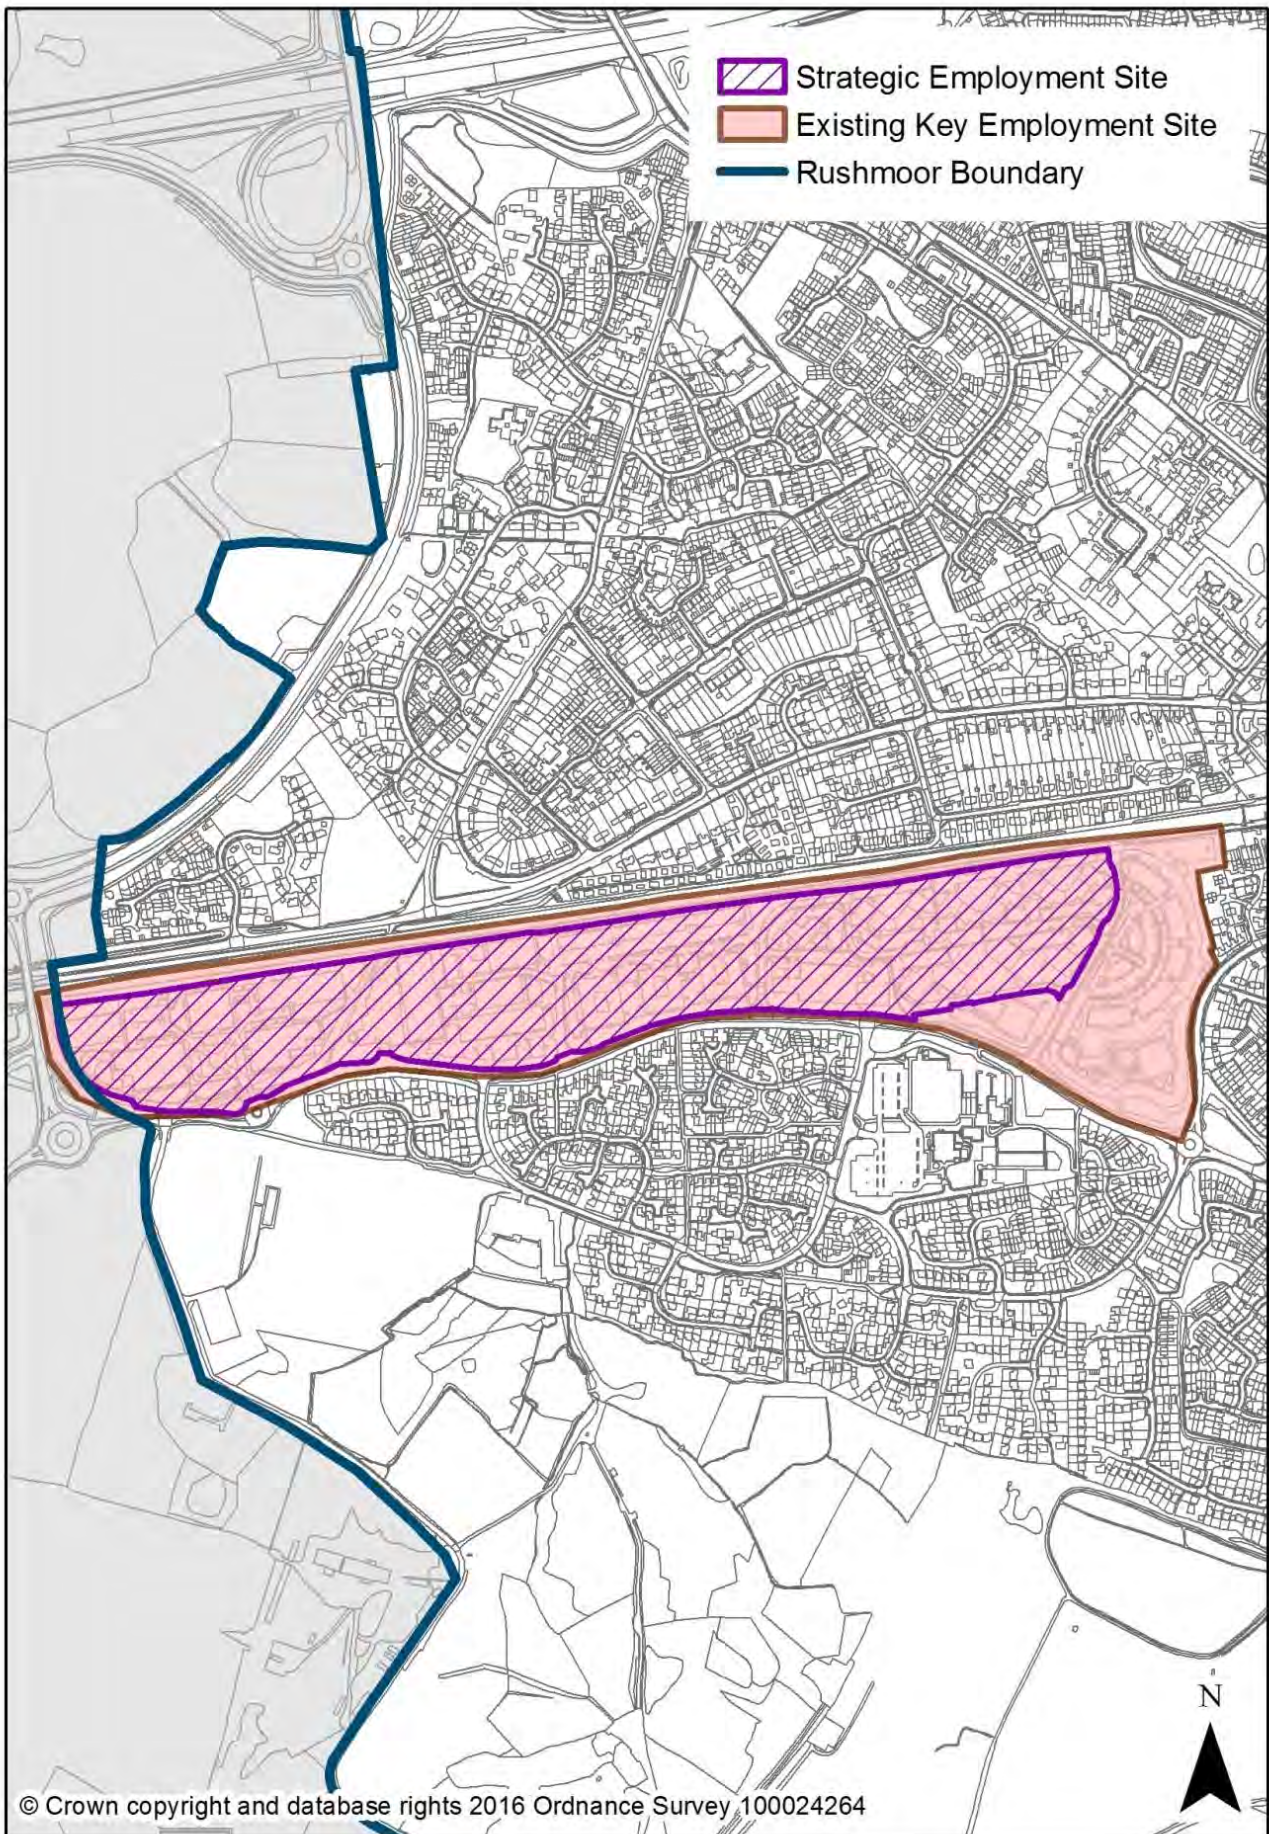 Strategic Employment Site
Existing Key Employment Site
Rushmoor Boundary
N
© Crown copyright and database rights 2016 Ordnance Survey 100024264